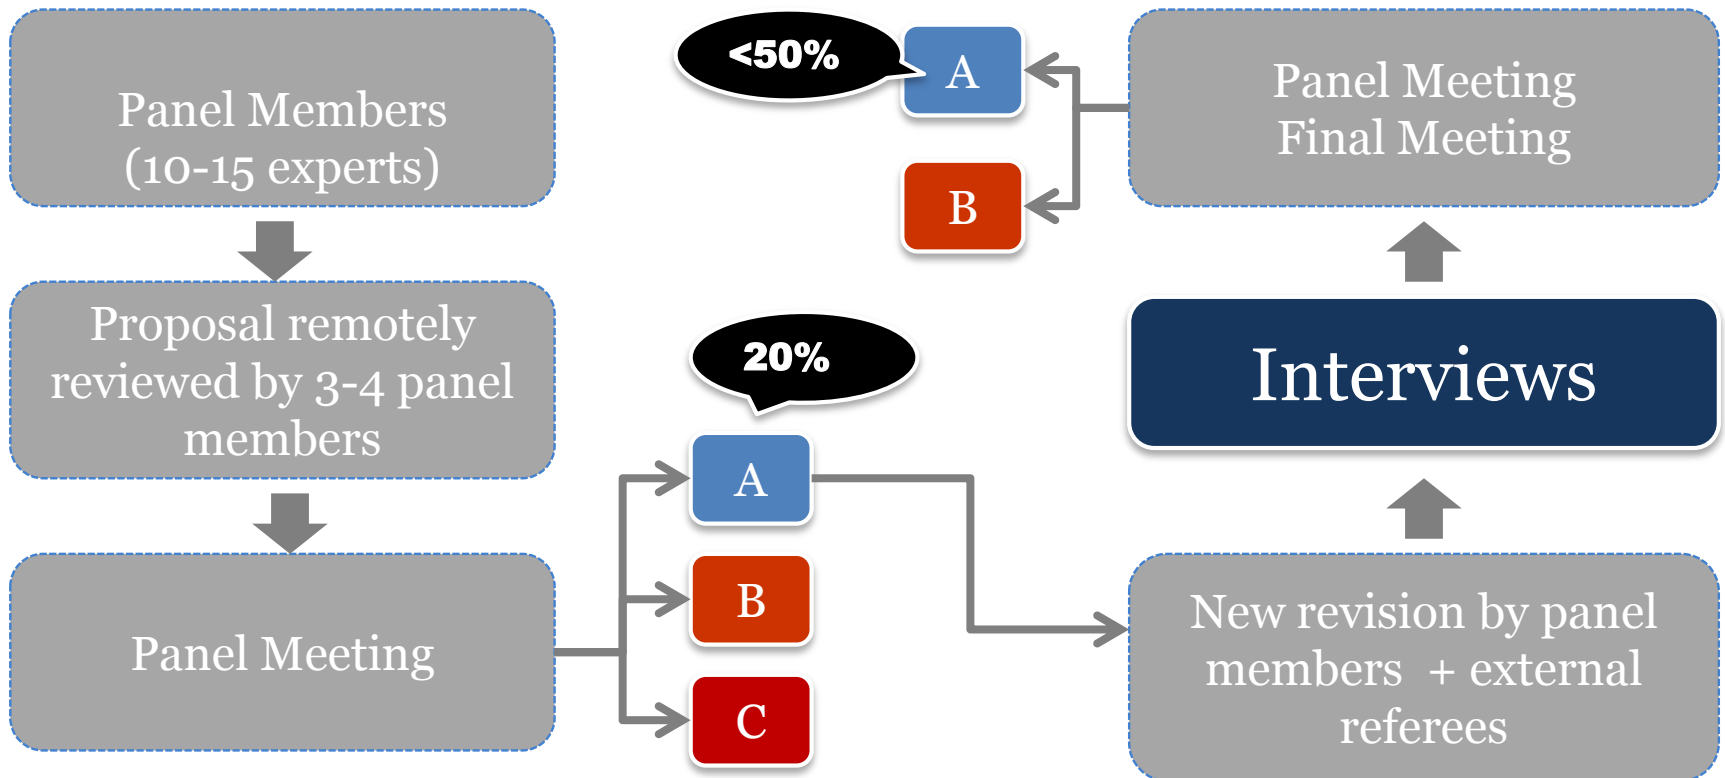 Panel Members
(10-15 experts)
Proposal remotely
reviewed by 3-4 panel
members
Panel Meeting
20%
A
B
C
New revision by panel
members + external
referees
Interviews
Panel Meeting
Final Meeting
<50%
A
B